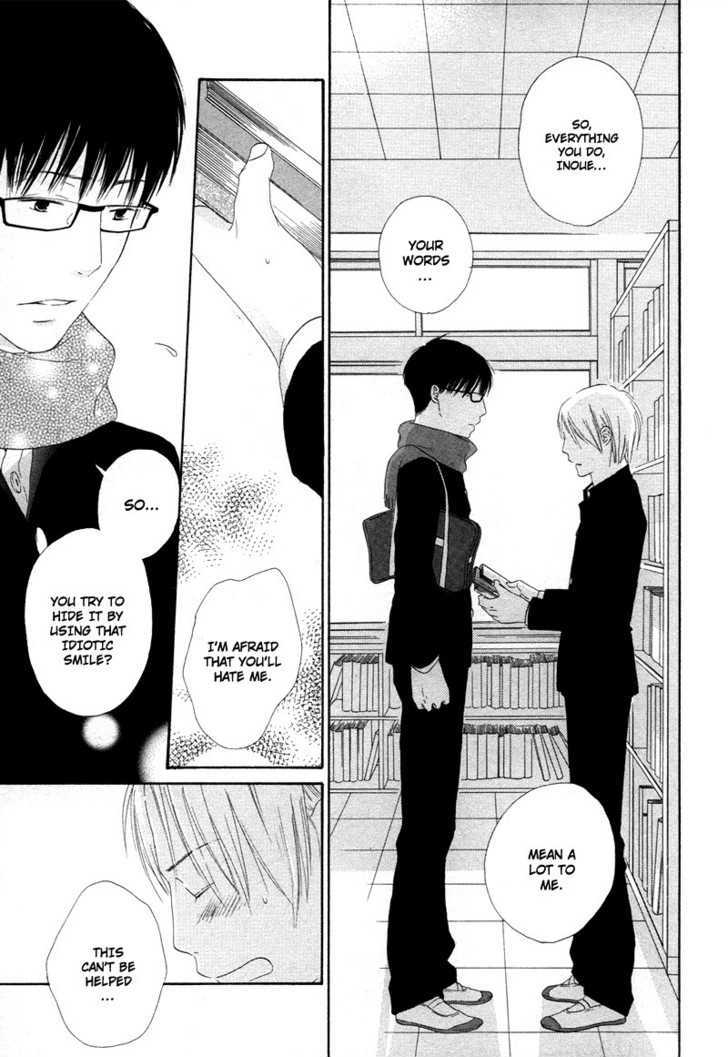 SO,
EVERYTHING
YOU DO,
INOUE...
YOUR
WORDS
...
MEAN A
LOT TO
ME.
I'M AFRAID
THAT YOU'LL
HATE ME.
SO...
YOU TRY TO
HIDE IT BY
USING THAT
IDIOTIC
SMILE?
THIS
CAN'T BE
HELPED
...